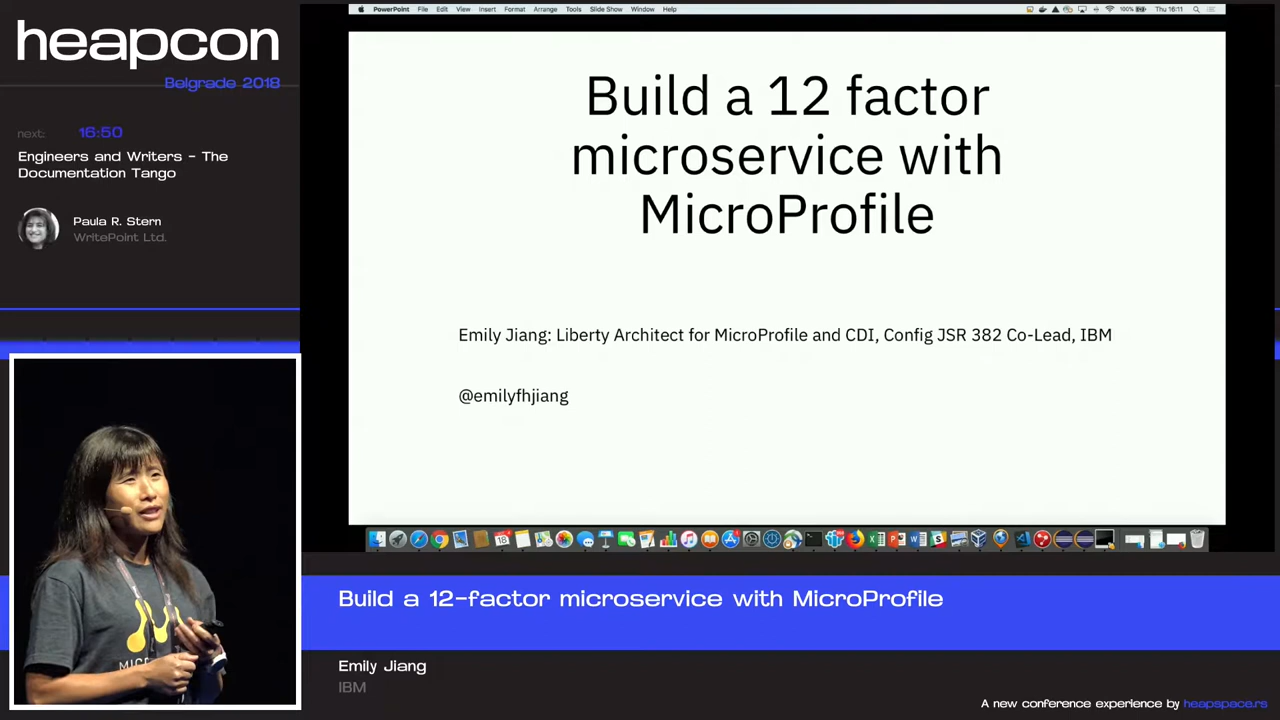 heapcon
Belgrade 2018
next: 16:50
Engineers and Writers - The
Documentation Tango
Paula R. Stern
WritePoint Ltd.
PowerPoint File Edit View Insert Format Arrange Tools Slide Show Window Help
100% Thu 16:11
Build a 12 factor
microservice with
MicroProfile
Emily Jiang: Liberty Architect for MicroProfile and CDI, Config JSR 382 Co-Lead, IBM
@emilyfhjiang
18
MICRO
Build a 12-factor microservice with MicroProfile
Emily Jiang
IBM
A new conference experience by heapspace.rs